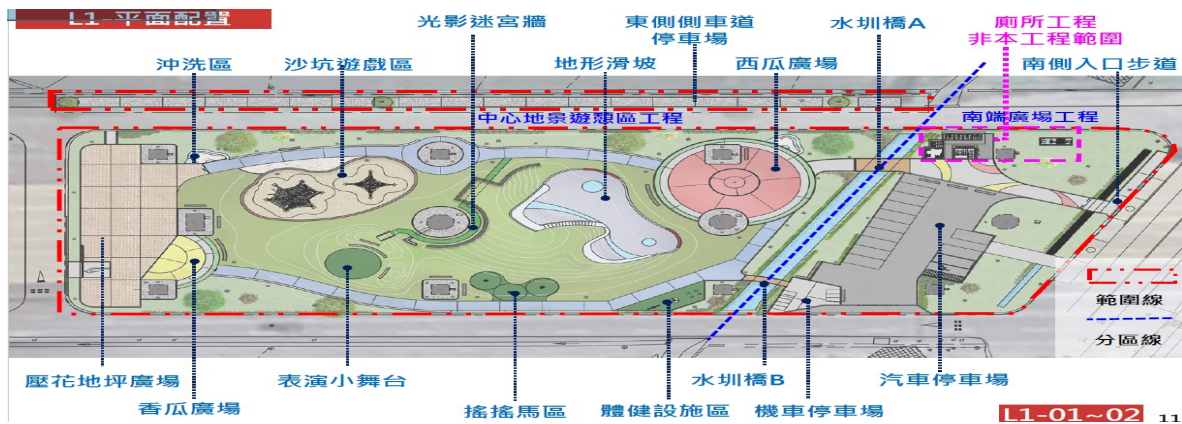 L1-平面配置
光影迷宮牆
東側側車道
停車場
水圳橋A
廁所工程
非本工程範圍
沖洗區
沙坑遊戲區
地形滑坡
西瓜廣場
南側入口步道
中心地景遊憩區工程
南端廣場工程
範圍線
分區線
壓花地坪廣場
香瓜廣場
表演小舞台
搖搖馬區
體健設施區
水圳橋B
機車停車場
汽車停車場
L1-01~02
11